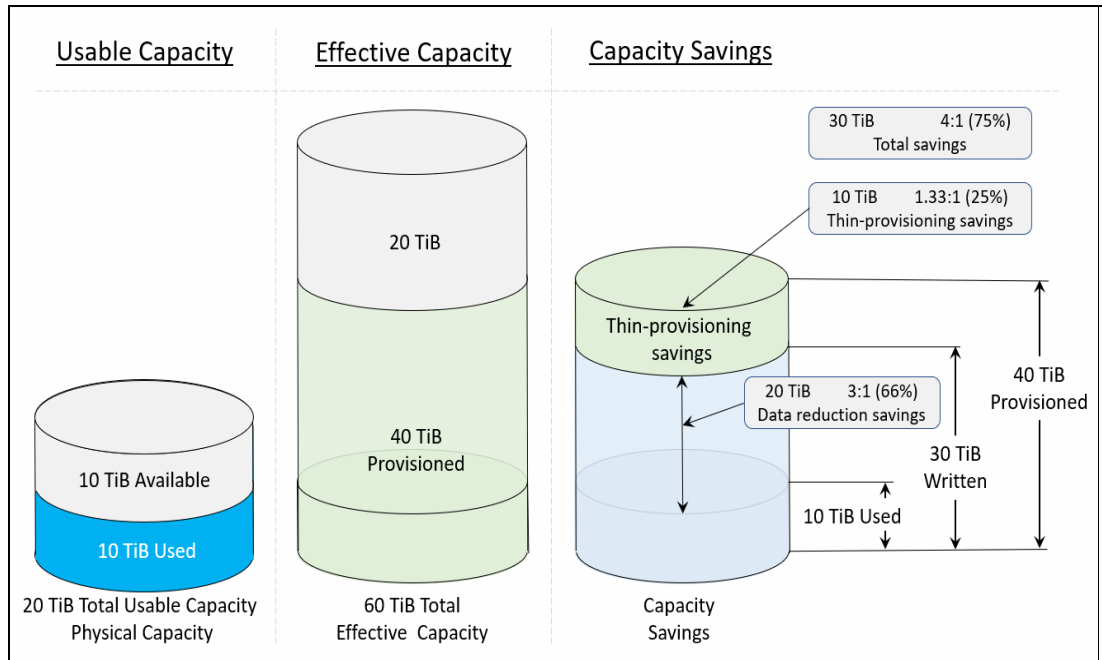 Usable Capacity
Effective Capacity
Capacity Savings
10 TiB Available
10 TiB Used
20 TiB Total Usable Capacity
Physical Capacity
20 TiB
40 TiB
Provisioned
60 TiB Total
Effective Capacity
30 TiB 4:1 (75%)
Total savings
10 TiB 1.33:1 (25%)
Thin-provisioning savings
Thin-provisioning
savings
20 TiB 3:1 (66%)
Data reduction savings
40 TiB
Provisioned
30 TiB
Written
10 TiB Used
Capacity
Savings